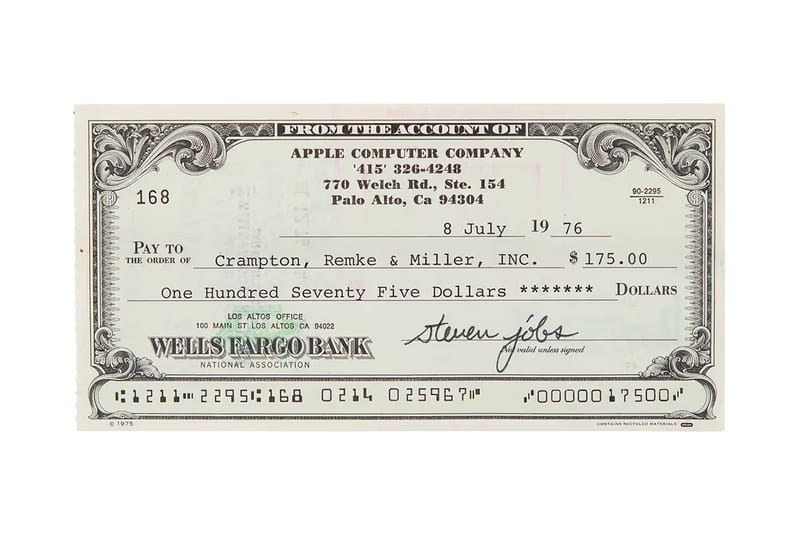 FROM THE ACCOUNT OF
APPLE COMPUTER COMPANY
'415' 326-4248
770 Welch Rd., Ste. 154
Palo Alto, Ca 94304
168
90-2295
1211
8 July 19 76
PAY TO
THE ORDER OF Crampton, Remke & Miller, INC. $ 175.00
One Hundred Seventy Five Dollars ******* DOLLARS
LOS ALTOS OFFICE
100 MAIN ST LOS ALTOS CA 94022
WELLS FARGO BANK
NATIONAL ASSOCIATION
steven jobs
Not valid unless signed
⑆1211⑉2295⑆168 0214 025967⑈ ⑇0000017500⑇
© 1975 CONTAINS RECYCLED MATERIALS